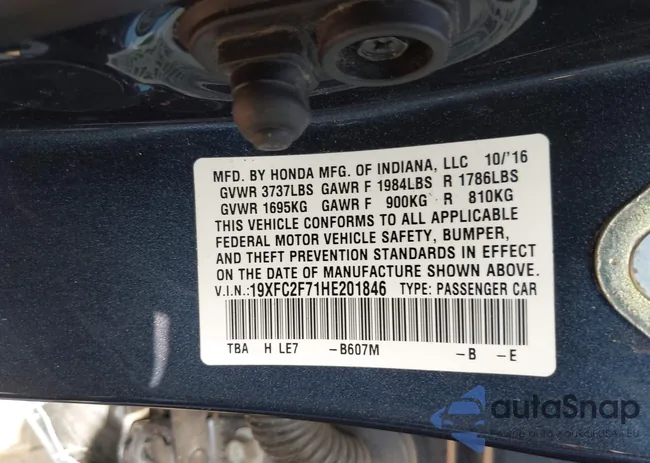 MFD. BY HONDA MFG. OF INDIANA, LLC 10/'16
GVWR 3737LBS GAWR F 1984LBS R 1786LBS
GVWR 1695KG GAWR F 900KG R 810KG
THIS VEHICLE CONFORMS TO ALL APPLICABLE
FEDERAL MOTOR VEHICLE SAFETY, BUMPER,
AND THEFT PREVENTION STANDARDS IN EFFECT
ON THE DATE OF MANUFACTURE SHOWN ABOVE.
V.I.N.:19XFC2F71HE201846 TYPE: PASSENGER CAR
TBA H LE7 -B607M -B -E
autaSnap